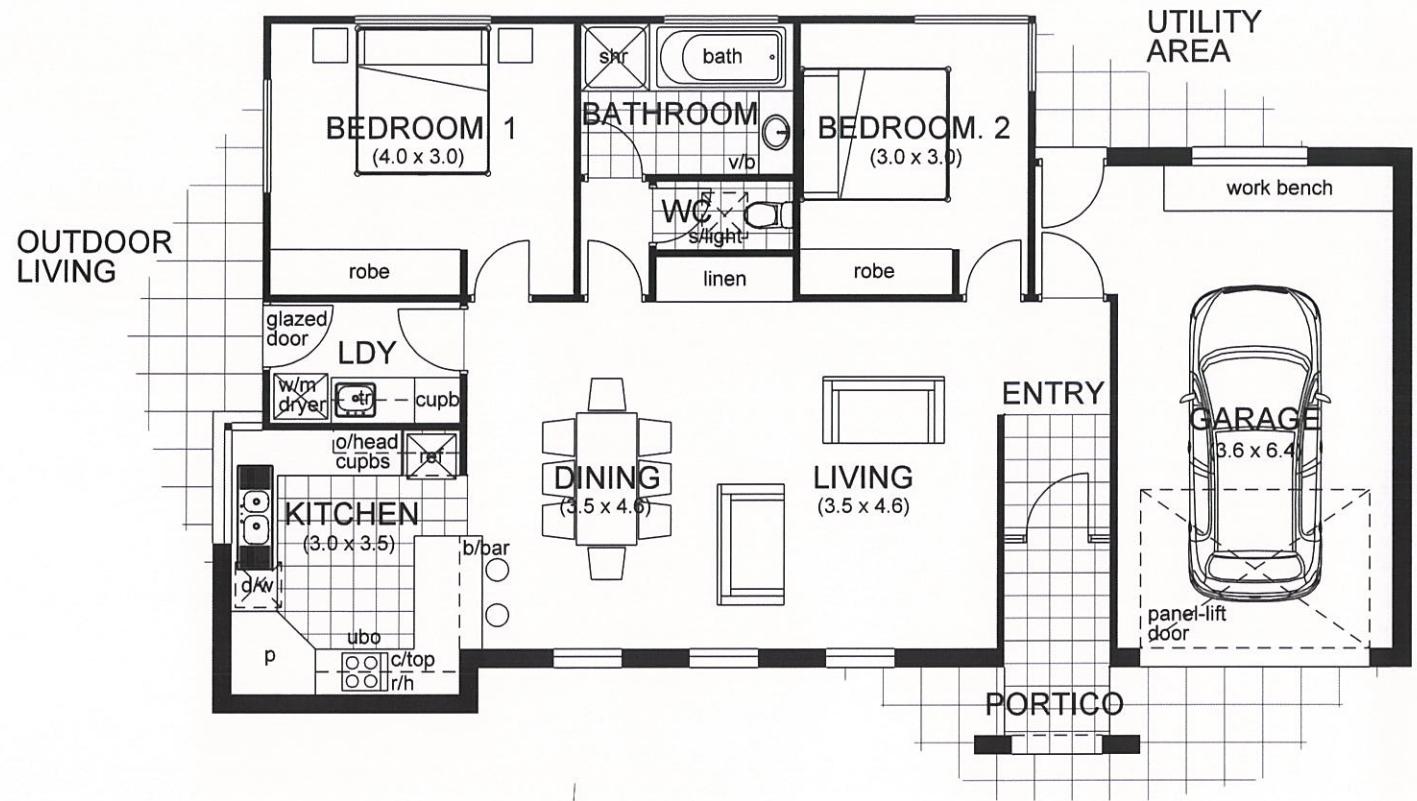 UTILITY
AREA
shr
bath
BEDROOM. 1
(4.0 x 3.0)
BATHROOM
v/b
BEDROOM. 2
(3.0 x 3.0)
work bench
WC
s/light
OUTDOOR
LIVING
robe
linen
robe
glazed
door
LDY
w/m
dryer
tr
cupb
ENTRY
GARAGE
(3.6 x 6.4)
o/head
cupbs
ref
DINING
(3.5 x 4.6)
LIVING
(3.5 x 4.6)
KITCHEN
(3.0 x 3.5)
b/bar
d/w
panel-lift
door
p
ubo
c/top
r/h
PORTICO